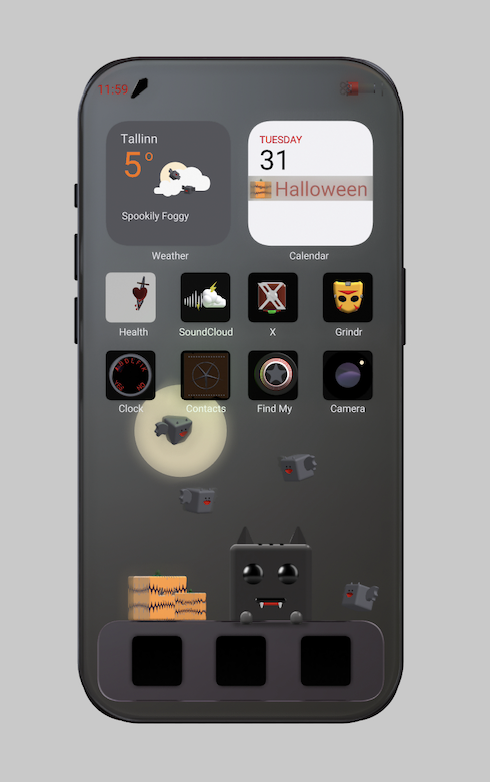 11:59
Tallinn
5°
Spookily Foggy
TUESDAY
31
Halloween
Weather
Calendar
Health
SoundCloud
X
Grindr
Clock
Contacts
Find My
Camera